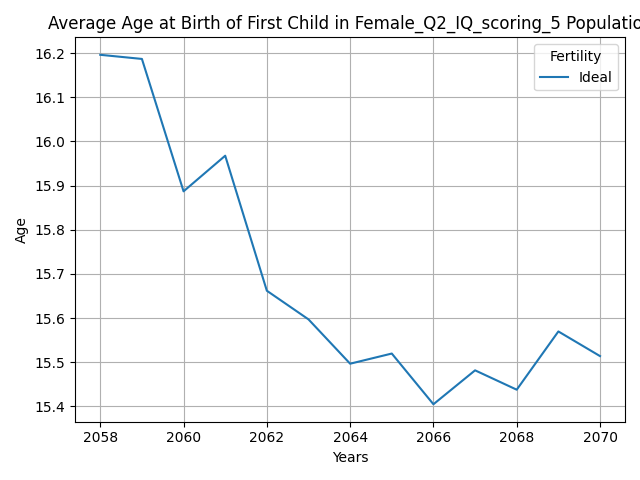 Average Age at Birth of First Child in Female_Q2_IQ_scoring_5 Populatio
Fertility
Ideal
16.2
16.1
16.0
15.9
15.8
15.7
15.6
15.5
15.4
Age
2058 2060 2062 2064 2066 2068 2070
Years